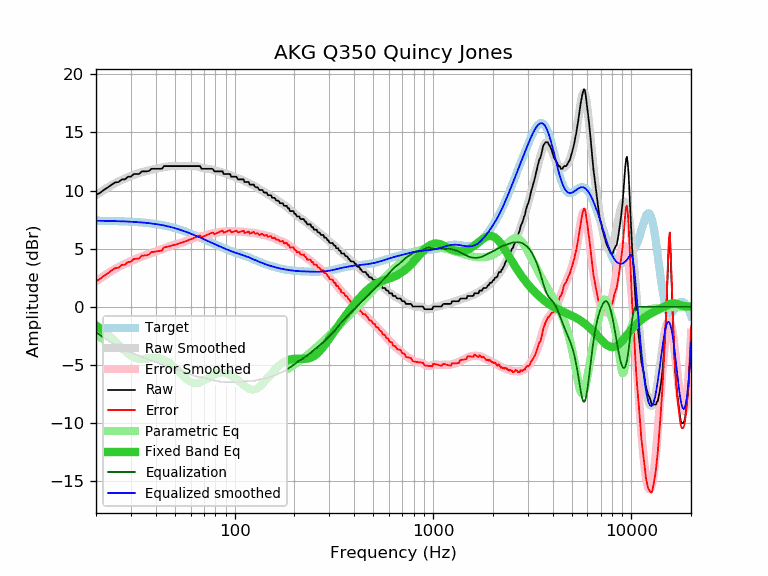 AKG Q350 Quincy Jones
20
15
10
5
0
−5
−10
−15
Amplitude (dBr)
Target
Raw Smoothed
Error Smoothed
Raw
Error
Parametric Eq
Fixed Band Eq
Equalization
Equalized smoothed
100 1000 10000
Frequency (Hz)